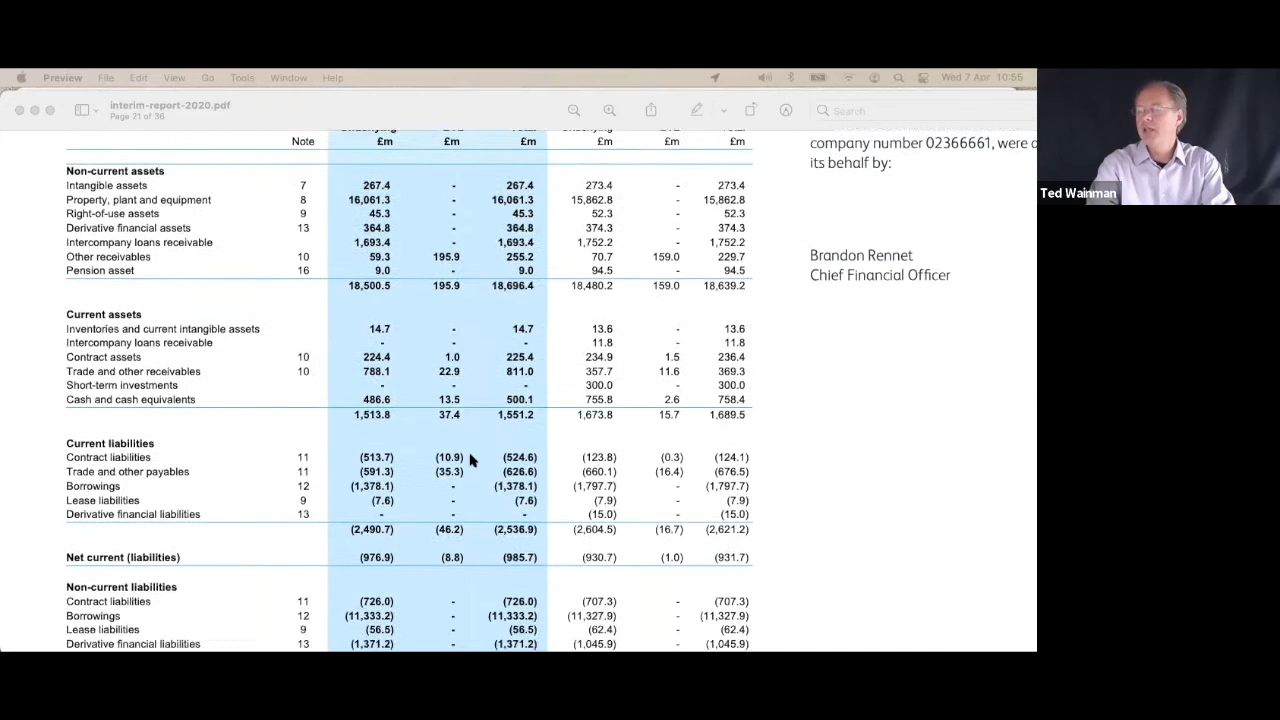 Preview File Edit View Go Tools Window Help Wed 7 Apr 10:55
interim-report-2020.pdf
Page 21 of 36
Search
Note £m £m £m £m £m £m
Non-current assets
Intangible assets 7 267.4 - 267.4 273.4 - 273.4
Property, plant and equipment 8 16,061.3 - 16,061.3 15,862.8 - 15,862.8
Right-of-use assets 9 45.3 - 45.3 52.3 - 52.3
Derivative financial assets 13 364.8 - 364.8 374.3 - 374.3
Intercompany loans receivable 1,693.4 - 1,693.4 1,752.2 - 1,752.2
Other receivables 10 59.3 195.9 255.2 70.7 159.0 229.7
Pension asset 16 9.0 - 9.0 94.5 - 94.5
18,500.5 195.9 18,696.4 18,480.2 159.0 18,639.2
Current assets
Inventories and current intangible assets 14.7 - 14.7 13.6 - 13.6
Intercompany loans receivable - - - 11.8 - 11.8
Contract assets 10 224.4 1.0 225.4 234.9 1.5 236.4
Trade and other receivables 10 788.1 22.9 811.0 357.7 11.6 369.3
Short-term investments - - - 300.0 - 300.0
Cash and cash equivalents 486.6 13.5 500.1 755.8 2.6 758.4
1,513.8 37.4 1,551.2 1,673.8 15.7 1,689.5
Current liabilities
Contract liabilities 11 (513.7) (10.9) (524.6) (123.8) (0.3) (124.1)
Trade and other payables 11 (591.3) (35.3) (626.6) (660.1) (16.4) (676.5)
Borrowings 12 (1,378.1) - (1,378.1) (1,797.7) - (1,797.7)
Lease liabilities 9 (7.6) - (7.6) (7.9) - (7.9)
Derivative financial liabilities 13 - - - (15.0) - (15.0)
(2,490.7) (46.2) (2,536.9) (2,604.5) (16.7) (2,621.2)
Net current (liabilities) (976.9) (8.8) (985.7) (930.7) (1.0) (931.7)
Non-current liabilities
Contract liabilities 11 (726.0) - (726.0) (707.3) - (707.3)
Borrowings 12 (11,333.2) - (11,333.2) (11,327.9) - (11,327.9)
Lease liabilities 9 (56.5) - (56.5) (62.4) - (62.4)
Derivative financial liabilities 13 (1,371.2) - (1,371.2) (1,045.9) - (1,045.9)
company number 02366661, were
its behalf by:
Brandon Rennet
Chief Financial Officer
Ted Wainman